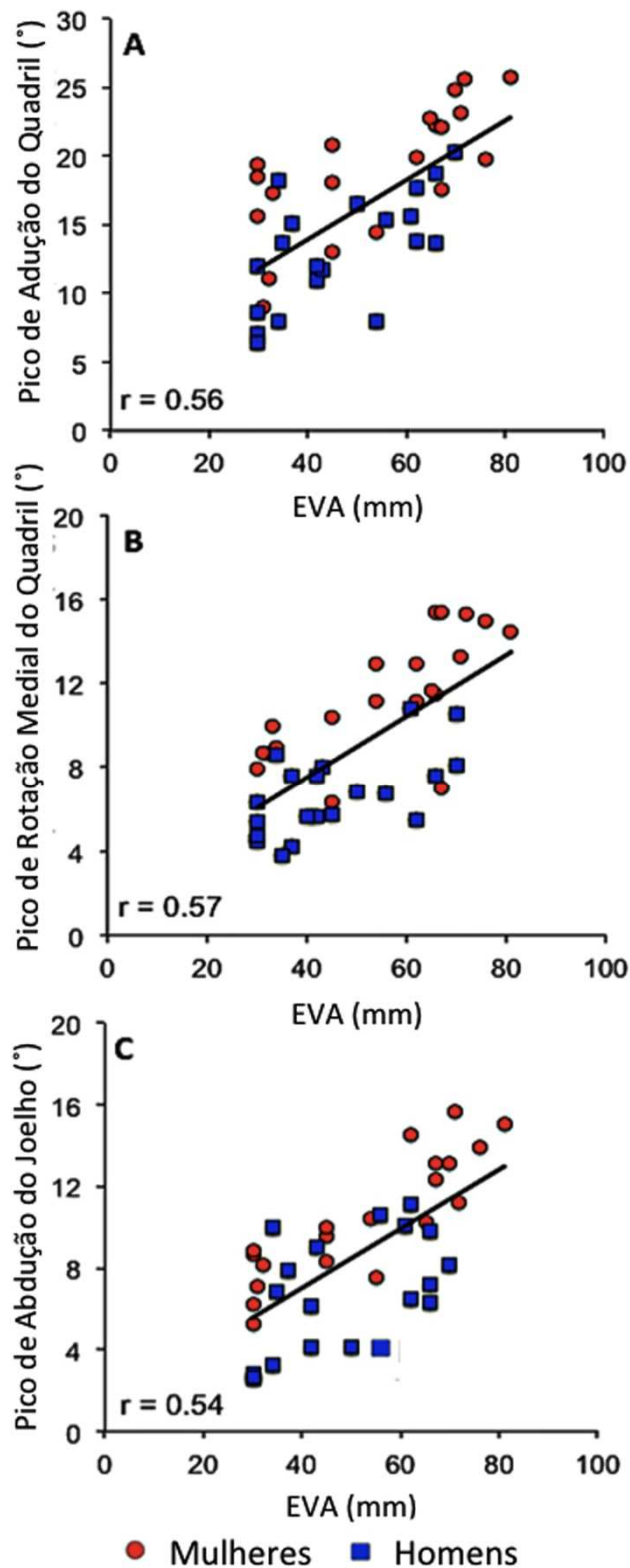 Pico de Adução do Quadril (˚)
A
30
25
20
15
10
5
0
r = 0.56
0 20 40 60 80 100
EVA (mm)
Pico de Rotação Medial do Quadril (˚)
B
20
16
12
8
4
0
r = 0.57
0 20 40 60 80 100
EVA (mm)
Pico de Abdução do Joelho (˚)
C
20
16
12
8
4
0
r = 0.54
0 20 40 60 80 100
EVA (mm)
Mulheres Homens